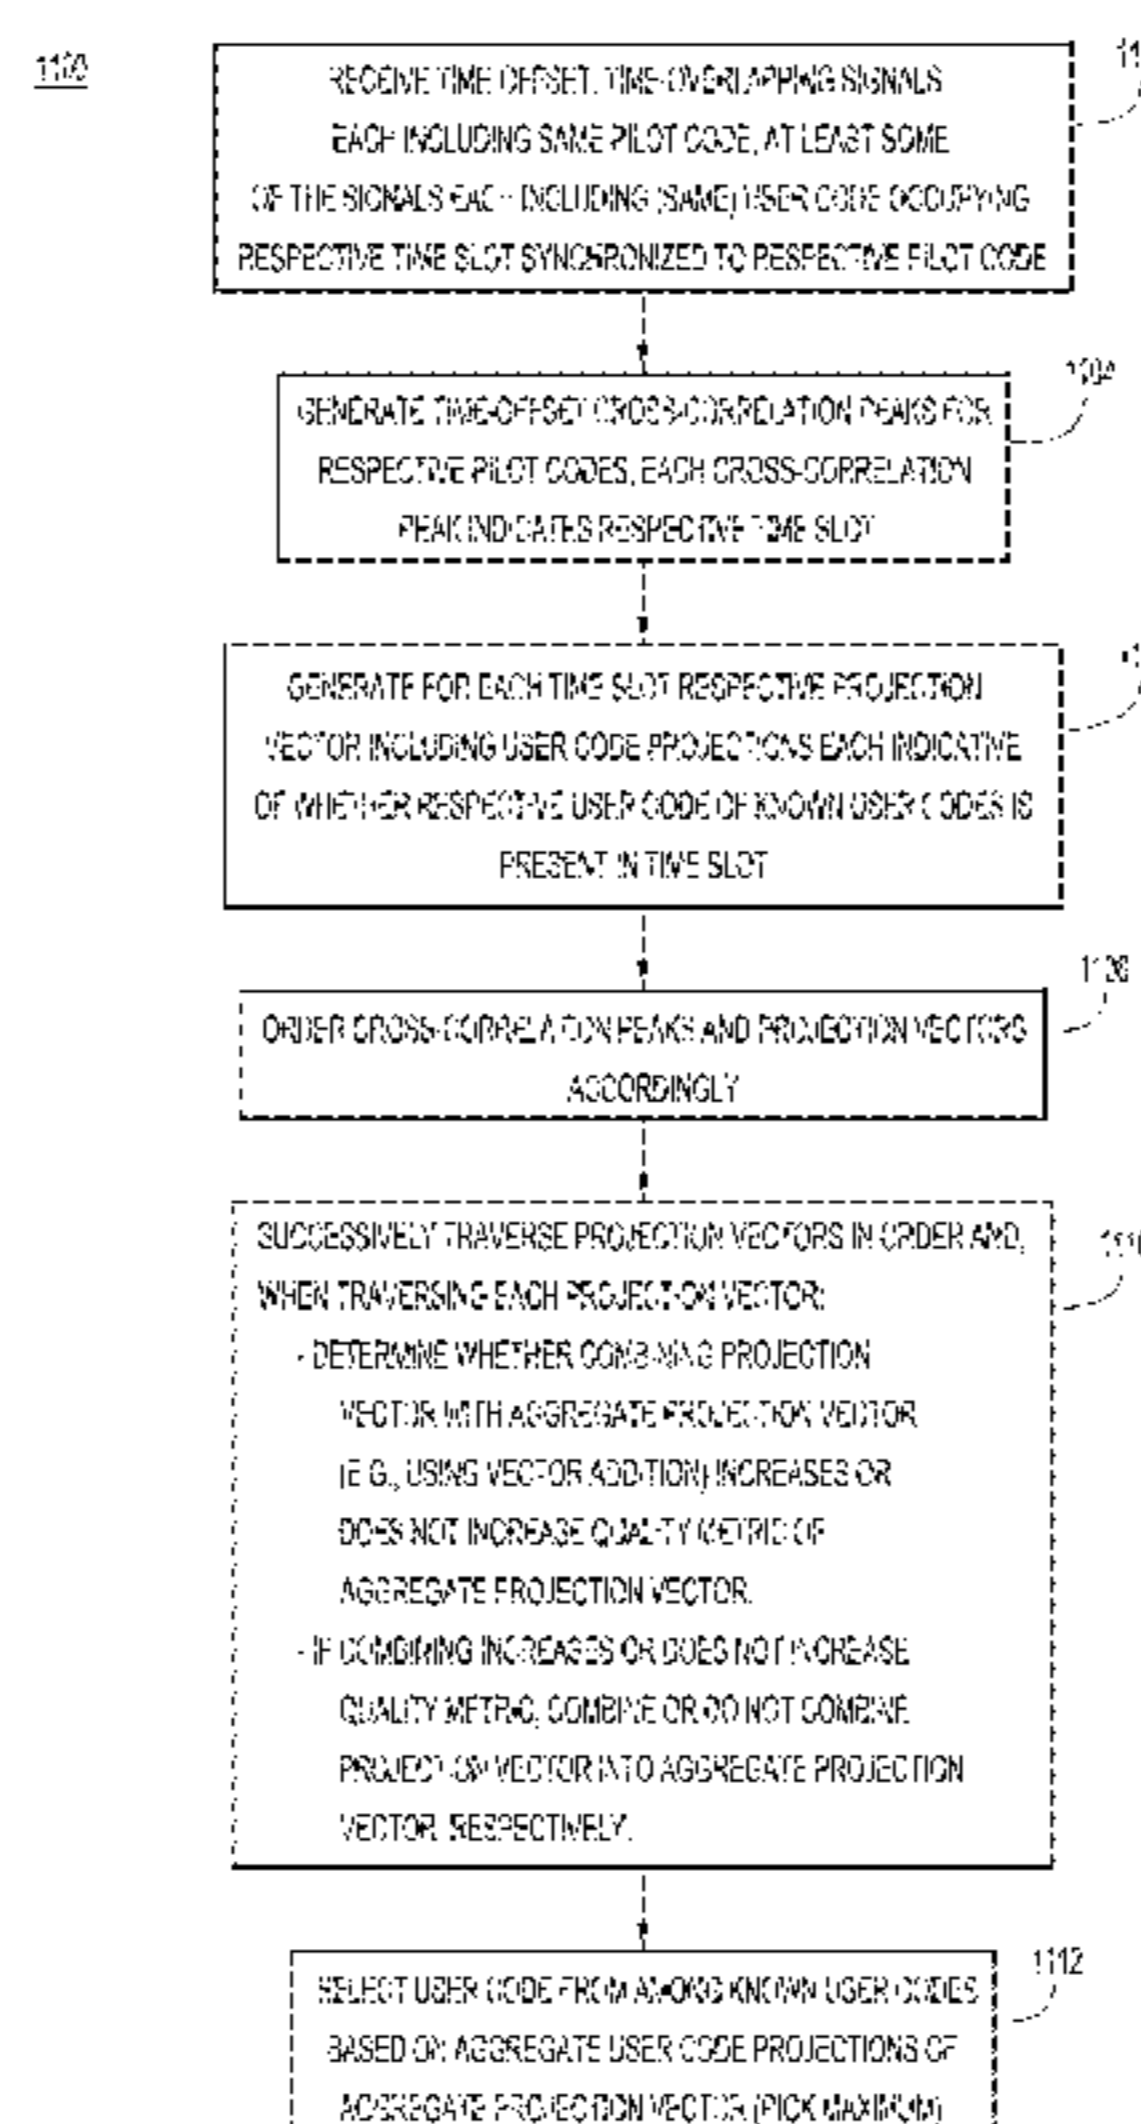 1100
RECEIVE TIME-OFFSET, TIME-OVERLAPPING SIGNALS
EACH INCLUDING SAME PILOT CODE, AT LEAST SOME
OF THE SIGNALS EACH INCLUDING (SAME) USER CODE OCCUPYING
RESPECTIVE TIME SLOT SYNCHRONIZED TO RESPECTIVE PILOT CODE
GENERATE TIME-OFFSET CROSS-CORRELATION PEAKS FOR
RESPECTIVE PILOT CODES, EACH CROSS-CORRELATION
PEAK INDICATES RESPECTIVE TIME SLOT
1104
GENERATE FOR EACH TIME SLOT RESPECTIVE PROJECTION
VECTOR INCLUDING USER CODE PROJECTIONS EACH INDICATIVE
OF WHETHER RESPECTIVE USER CODE OF KNOWN USER CODES IS
PRESENT IN TIME SLOT
1108
ORDER CROSS-CORRELATION PEAKS AND PROJECTION VECTORS
ACCORDINGLY
SUCCESSIVELY TRAVERSE PROJECTION VECTORS IN ORDER AND,
WHEN TRAVERSING EACH PROJECTION VECTOR:
- DETERMINE WHETHER COMBINING PROJECTION
VECTOR WITH AGGREGATE PROJECTION VECTOR
(E.G., USING VECTOR ADDITION) INCREASES OR
DOES NOT INCREASE QUALITY METRIC OF
AGGREGATE PROJECTION VECTOR.
- IF COMBINING INCREASES OR DOES NOT INCREASE
QUALITY METRIC, COMBINE OR DO NOT COMBINE
PROJECTION VECTOR INTO AGGREGATE PROJECTION
VECTOR, RESPECTIVELY.
1112
SELECT USER CODE FROM AMONG KNOWN USER CODES
BASED ON AGGREGATE USER CODE PROJECTIONS OF
AGGREGATE PROJECTION VECTOR (PICK MAXIMUM)